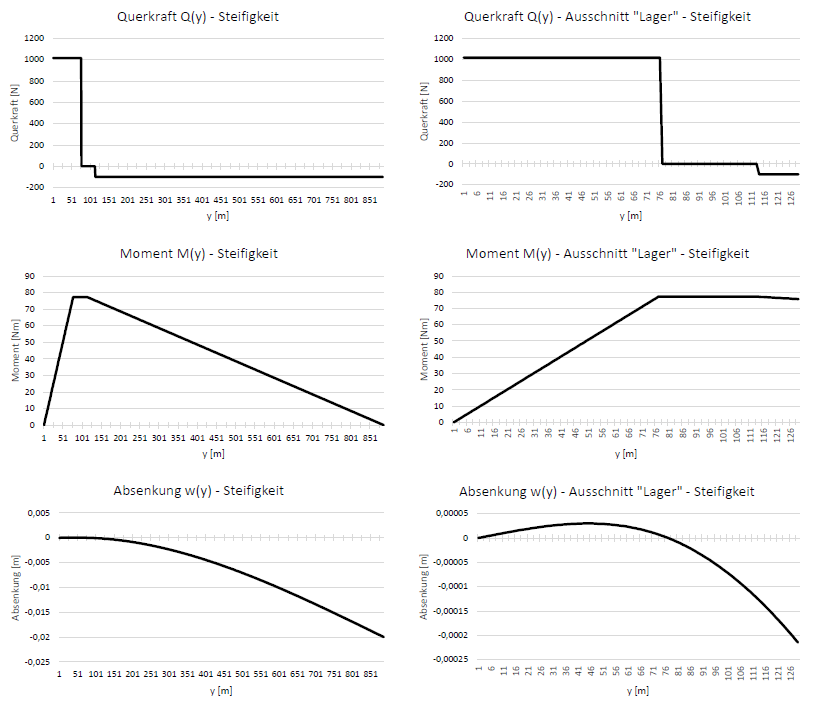 Querkraft Q(y) - Steifigkeit
1200
1000
800
600
400
200
0
-200
Querkraft [N]
1 51 101 151 201 251 301 351 401 451 501 551 601 651 701 751 801 851
y [m]
Querkraft Q(y) - Ausschnitt "Lager" - Steifigkeit
1200
1000
800
600
400
200
0
-200
Querkraft [N]
1 6 11 16 21 26 31 36 41 46 51 56 61 66 71 76 81 86 91 96 101 106 111 116 121 126
y [m]
Moment M(y) - Steifigkeit
90
80
70
60
50
40
30
20
10
0
Moment [Nm]
1 51 101 151 201 251 301 351 401 451 501 551 601 651 701 751 801 851
y [m]
Moment M(y) - Ausschnitt "Lager" - Steifigkeit
90
80
70
60
50
40
30
20
10
0
Moment [Nm]
1 6 11 16 21 26 31 36 41 46 51 56 61 66 71 76 81 86 91 96 101 106 111 116 121 126
y [m]
Absenkung w(y) - Steifigkeit
0,005
0
-0,005
-0,01
-0,015
-0,02
-0,025
Absenkung [m]
1 51 101 151 201 251 301 351 401 451 501 551 601 651 701 751 801 851
y [m]
Absenkung w(y) - Ausschnitt "Lager" - Steifigkeit
0,00005
0
-0,00005
-0,0001
-0,00015
-0,0002
-0,00025
Absenkung [m]
1 6 11 16 21 26 31 36 41 46 51 56 61 66 71 76 81 86 91 96 101 106 111 116 121 126
y [m]